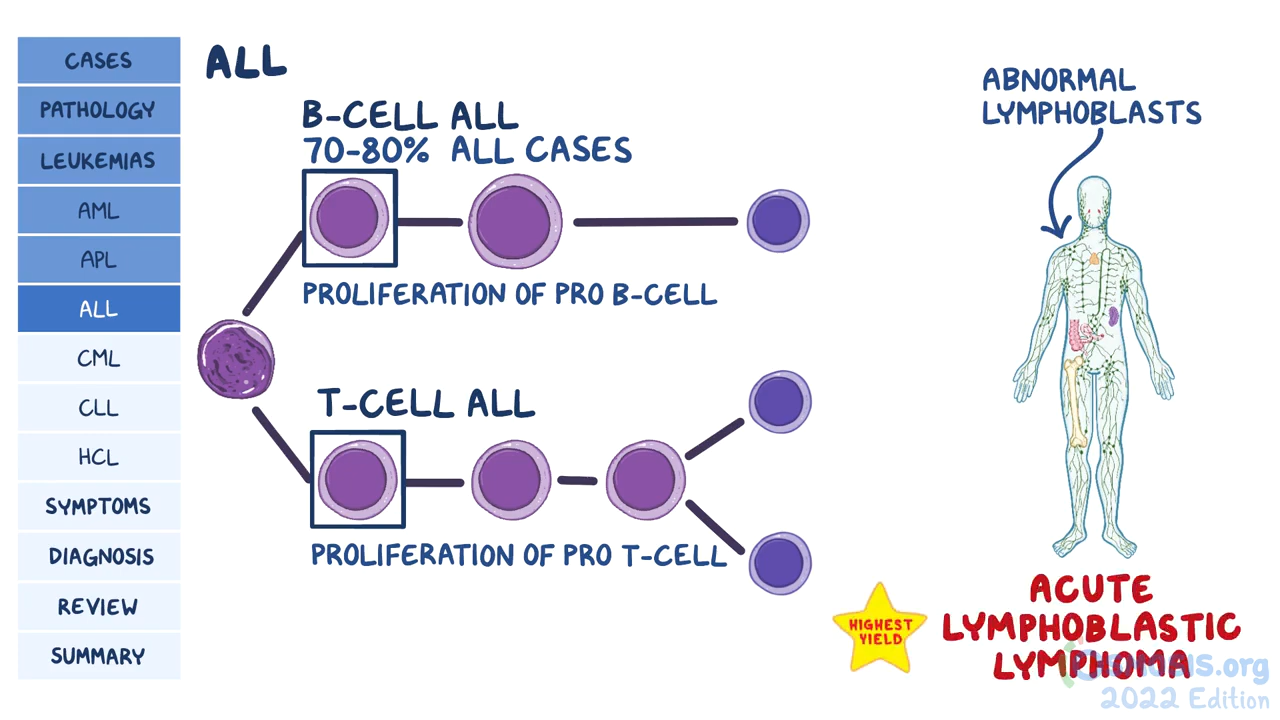 CASES
PATHOLOGY
LEUKEMIAS
AML
APL
ALL
CML
CLL
HCL
SYMPTOMS
DIAGNOSIS
REVIEW
SUMMARY
ALL
B-CELL ALL
70-80% ALL CASES
PROLIFERATION OF PRO B-CELL
T-CELL ALL
PROLIFERATION OF PRO T-CELL
ABNORMAL
LYMPHOBLASTS
HIGHEST
YIELD
ACUTE
LYMPHOBLASTIC
LYMPHOMA
OSMOSIS.org
2022 Edition